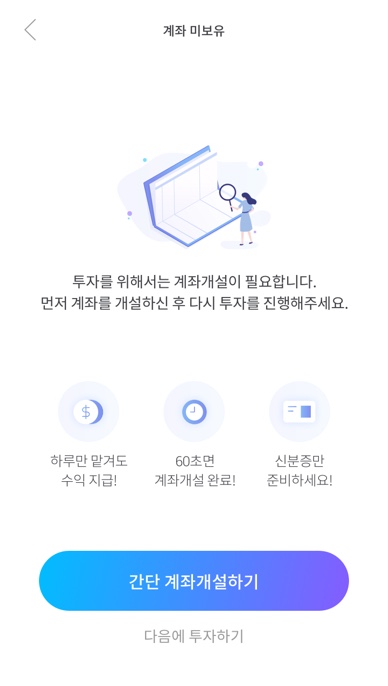 계좌 미보유
투자를 위해서는 계좌개설이 필요합니다.
먼저 계좌를 개설하신 후 다시 투자를 진행해주세요.
$
하루만 맡겨도
수익 지급!
60초면
계좌개설 완료!
신분증만
준비하세요!
간단 계좌개설하기
다음에 투자하기